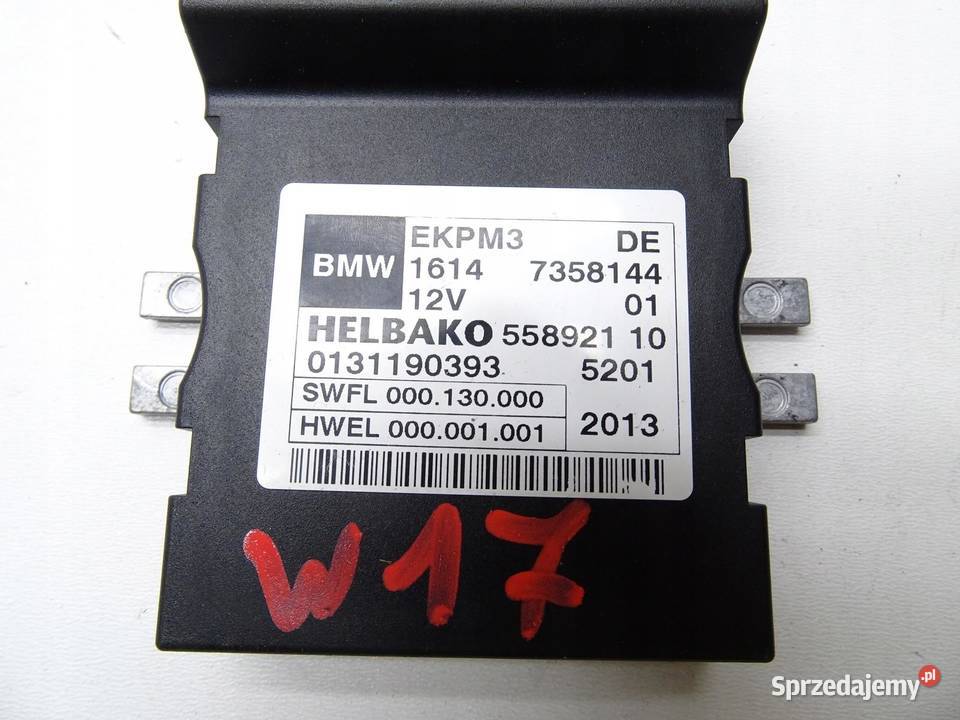 EKPM3 DE
BMW 1614 7358144
12V 01
HELBAKO 558921 10
0131190393 5201
SWFL 000.130.000
HWEL 000.001.001 2013
W17
Sprzedajemy.pl